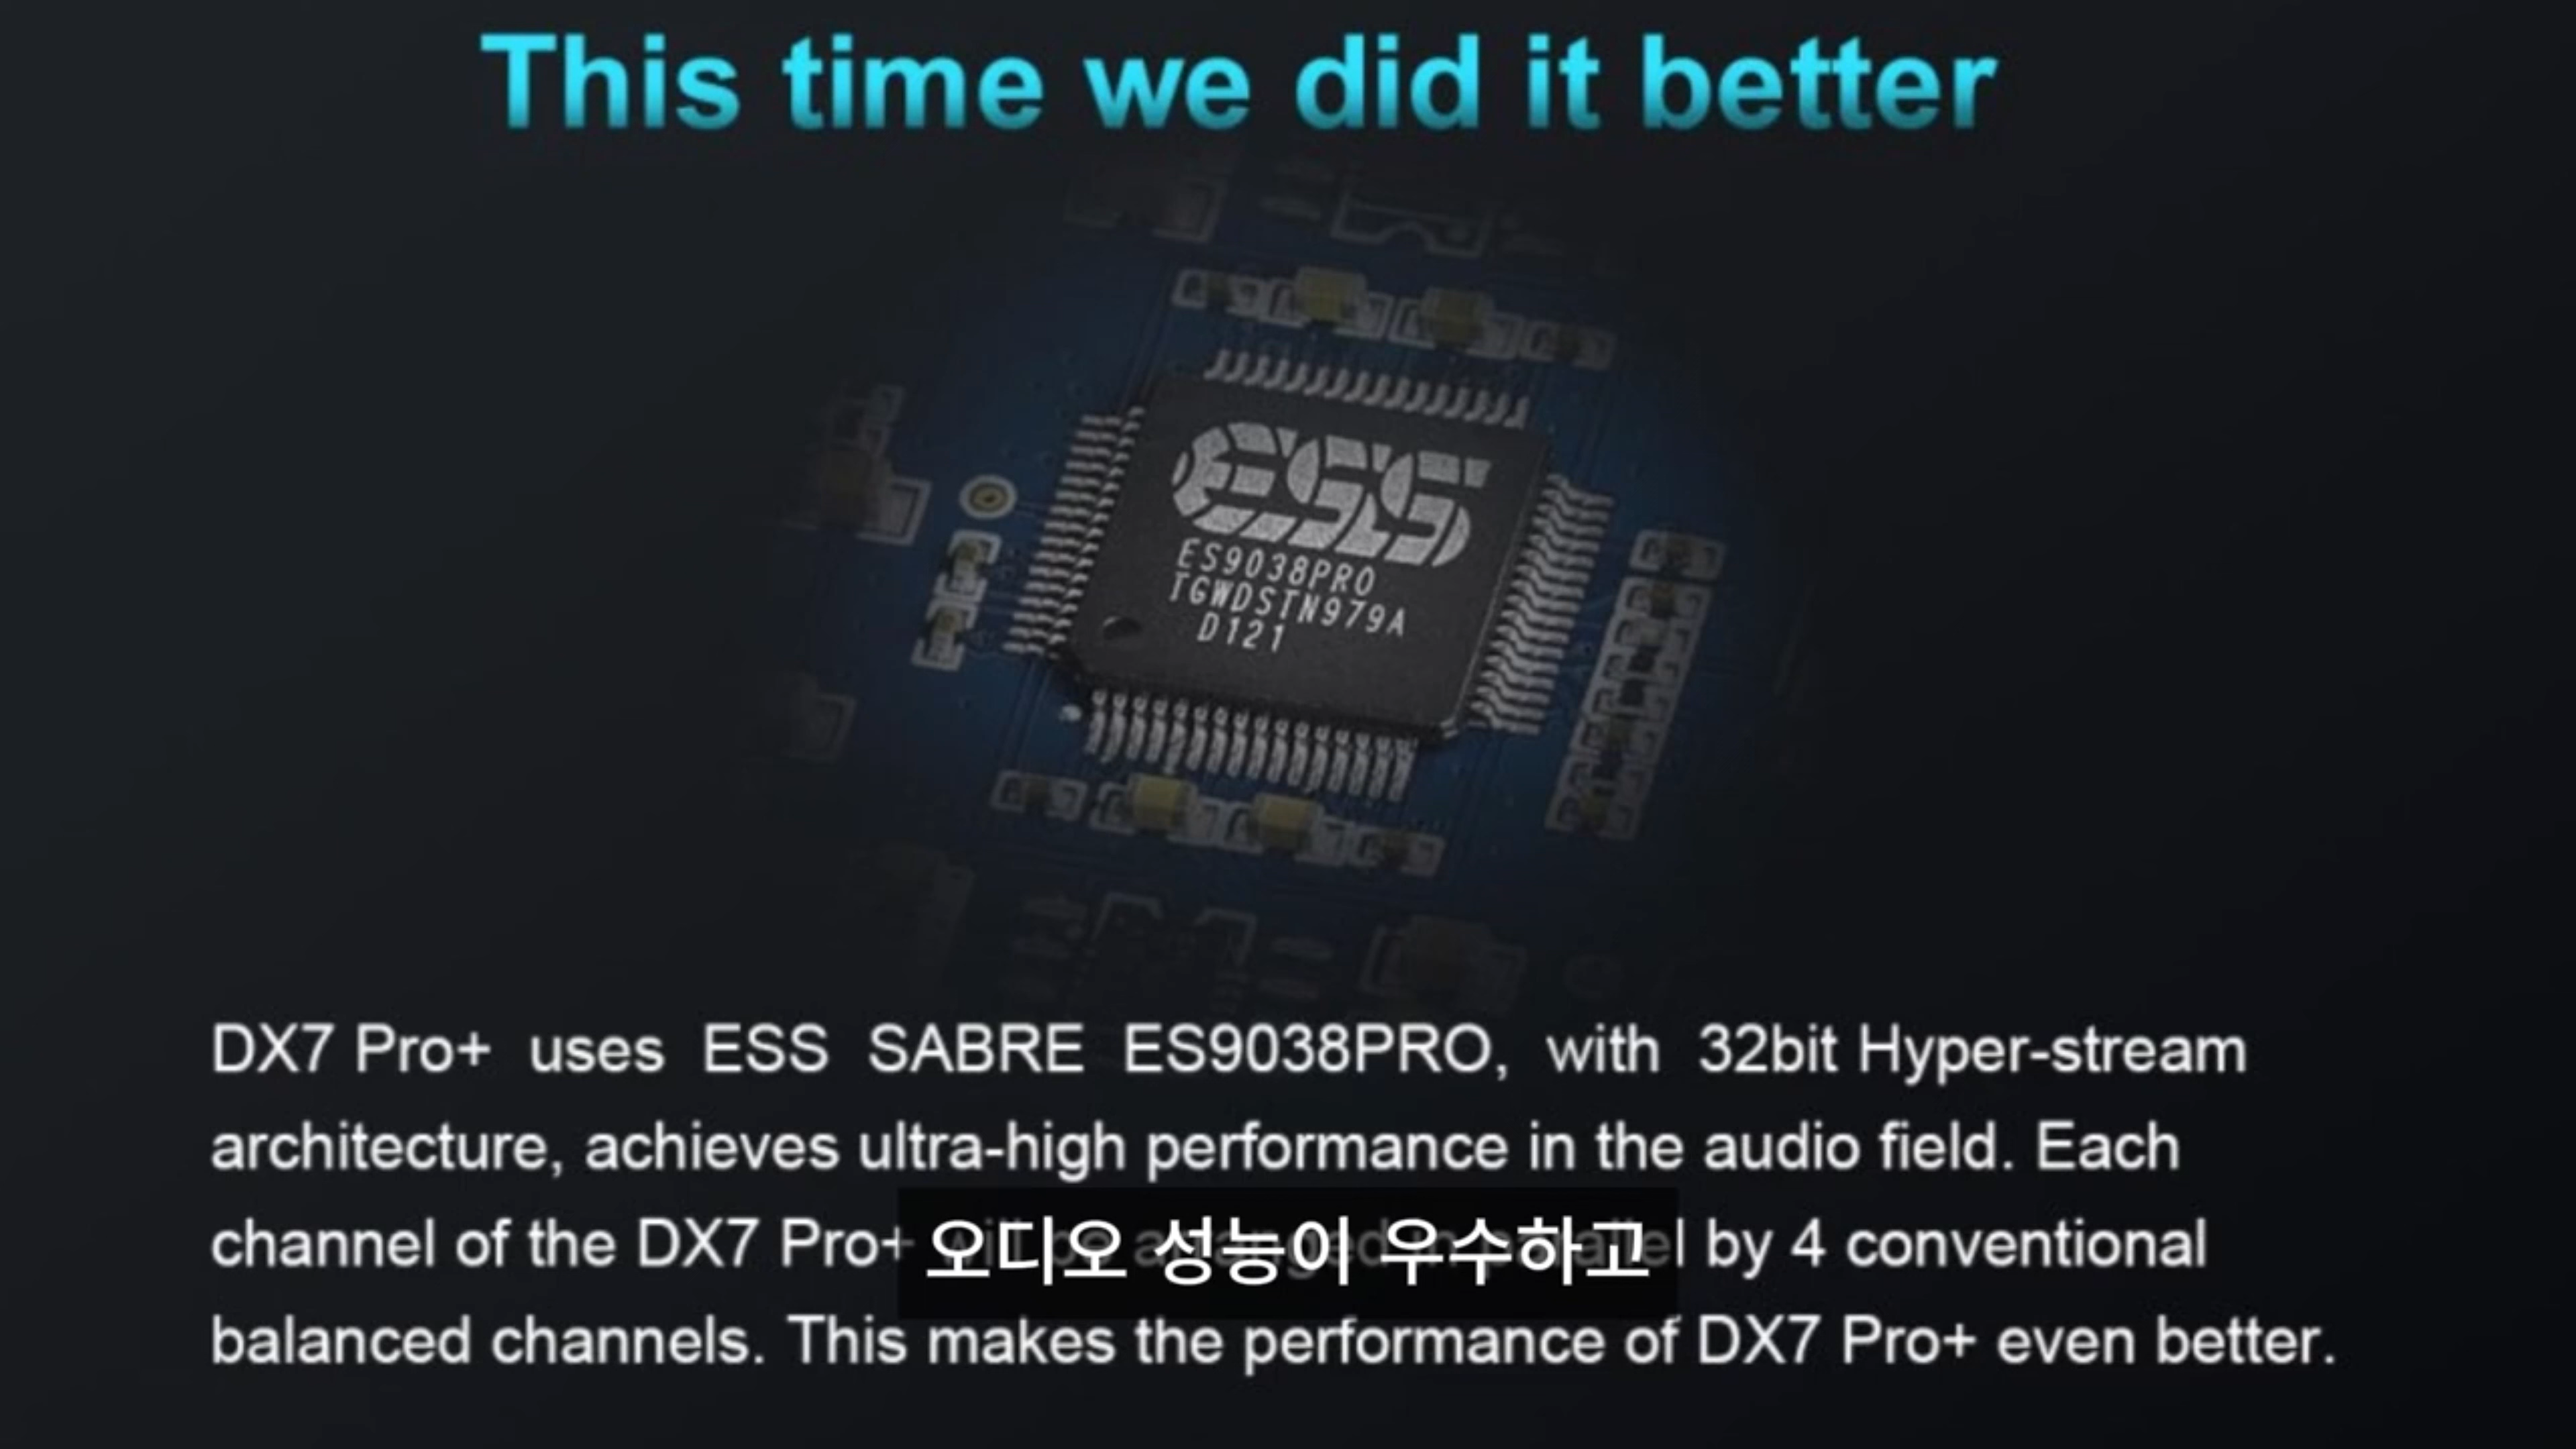 This time we did it better
ESS
ES9038PRO
TGWDSTN979A
D121
DX7 Pro+ uses ESS SABRE ES9038PRO, with 32bit Hyper-stream
architecture, achieves ultra-high performance in the audio field. Each
channel of the DX7 Pro+ by 4 conventional
오디오 성능이 우수하고
balanced channels. This makes the performance of DX7 Pro+ even better.